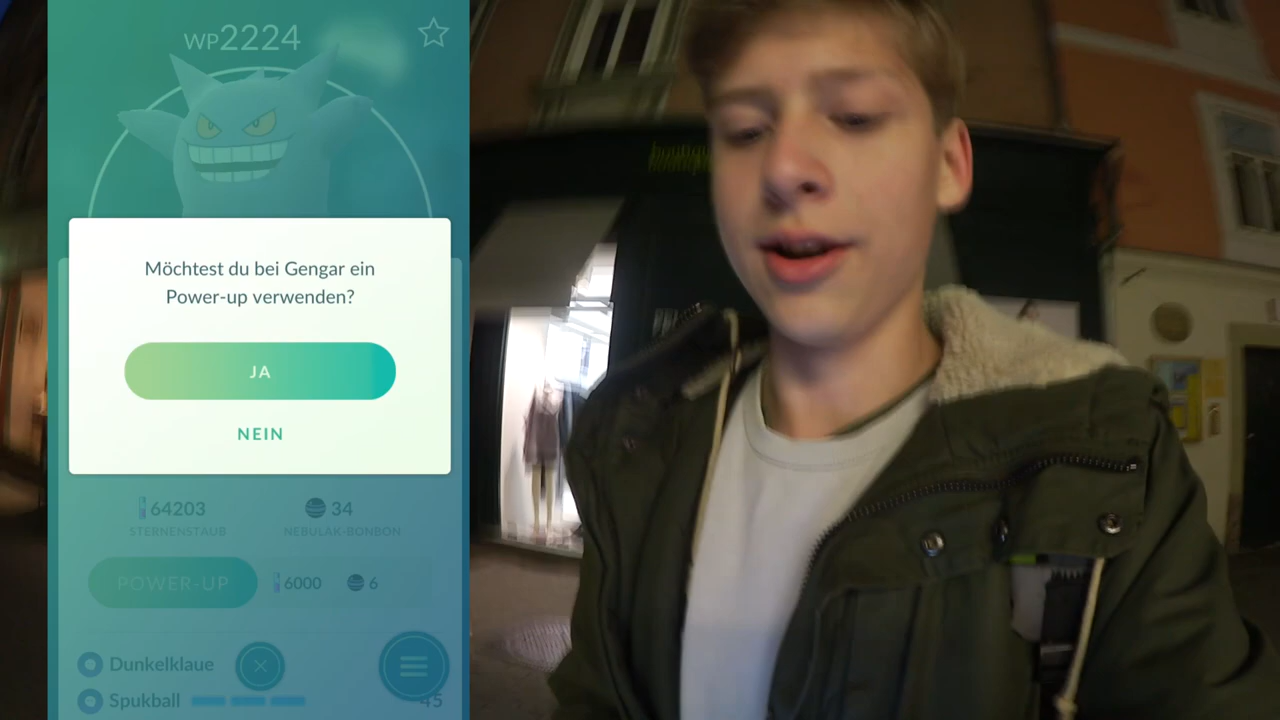 WP2224
Möchtest du bei Gengar ein
Power-up verwenden?
JA
NEIN
64203
34
STERNENSTAUB
NEBULAK-BONBON
POWER-UP
6000
6
Dunkelklaue
Spukball
45